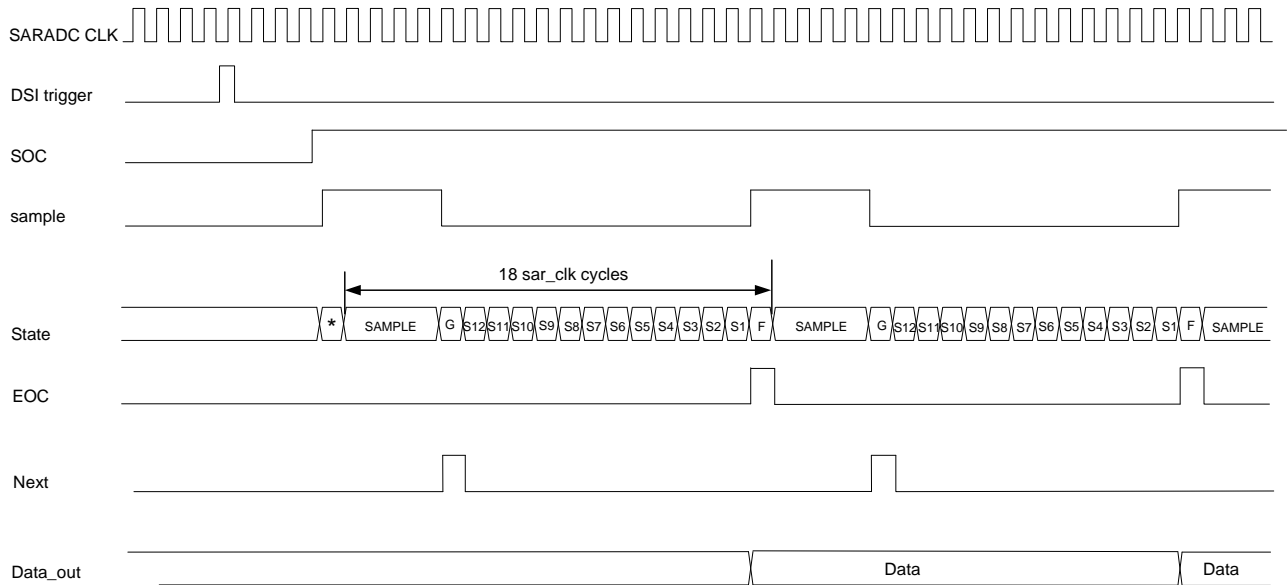 SARADC CLK
DSI trigger
SOC
sample
18 sar_clk cycles
State * SAMPLE G S12 S11 S10 S9 S8 S7 S6 S5 S4 S3 S2 S1 F SAMPLE G S12 S11 S10 S9 S8 S7 S6 S5 S4 S3 S2 S1 F SAMPLE
EOC
Next
Data_out Data Data